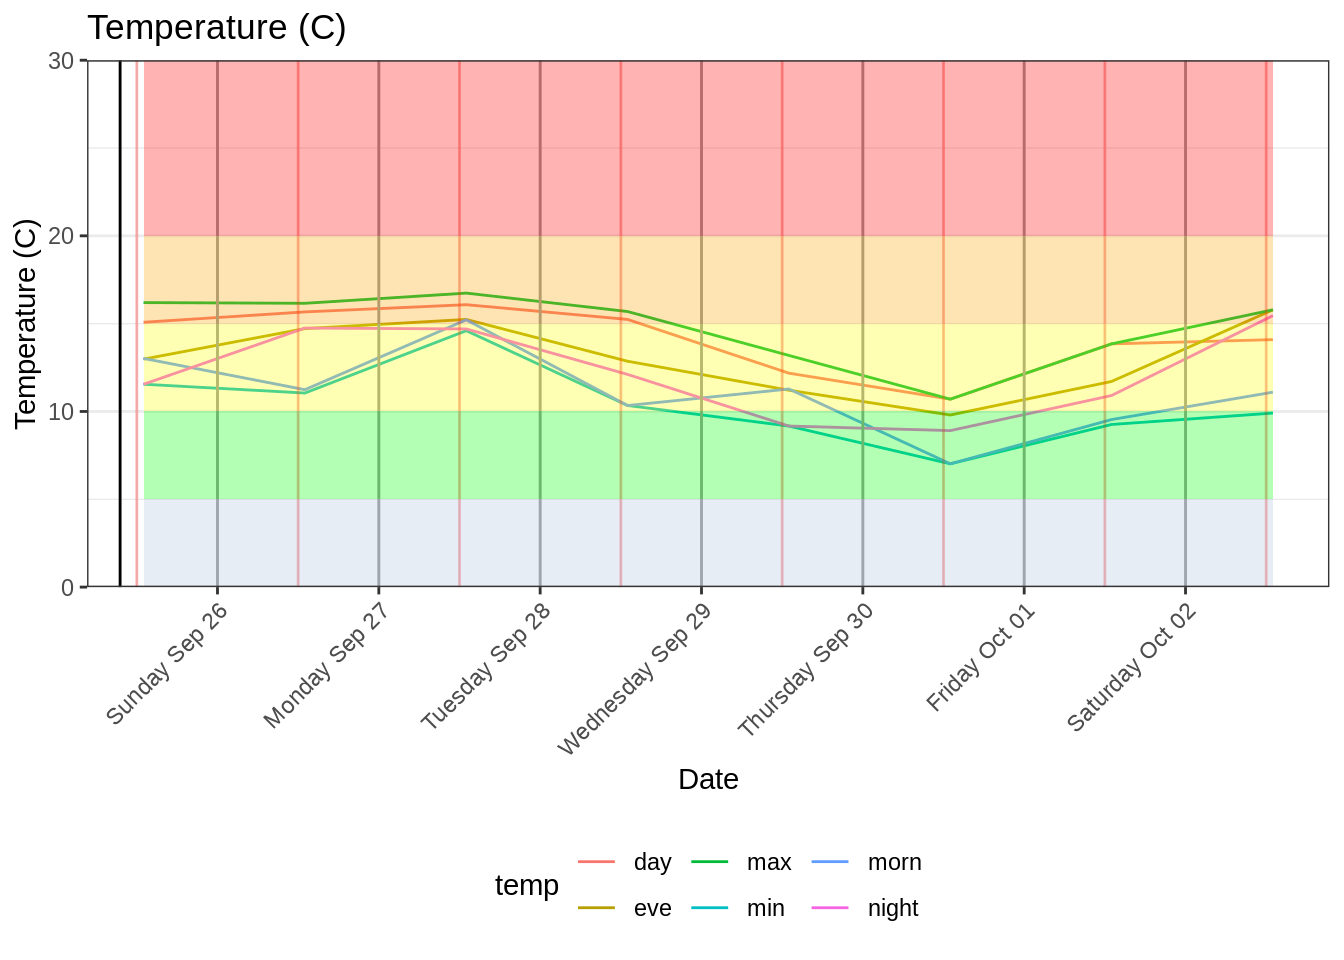 Temperature (C)
30
20
10
0
Temperature (C)
Sunday Sep 26
Monday Sep 27
Tuesday Sep 28
Wednesday Sep 29
Thursday Sep 30
Friday Oct 01
Saturday Oct 02
Date
temp
day
max
morn
eve
min
night